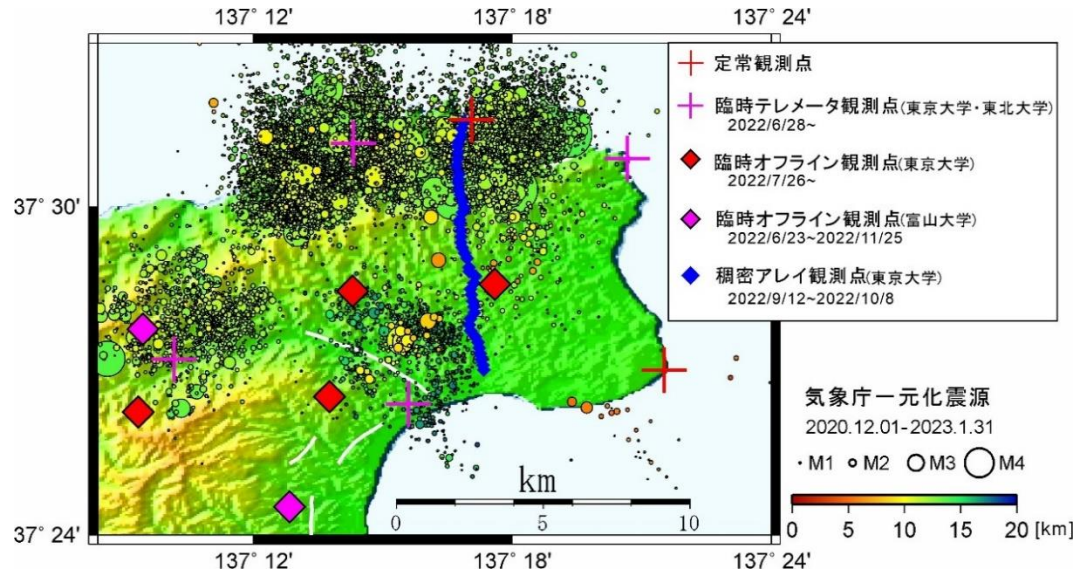 137° 12' 137° 18' 137° 24'
定常観測点
臨時テレメータ観測点(東京大学・東北大学)
2022/6/28~
臨時オフライン観測点(東京大学)
2022/7/26~
37° 30'
臨時オフライン観測点(富山大学)
2022/6/23~2022/11/25
稠密アレイ観測点(東京大学)
2022/9/12~2022/10/8
気象庁一元化震源
2020.12.01-2023.1.31
M1 M2 M3 M4
km
0 5 10
0 5 10 15 20 [km]
37° 24'
137° 12' 137° 18' 137° 24'